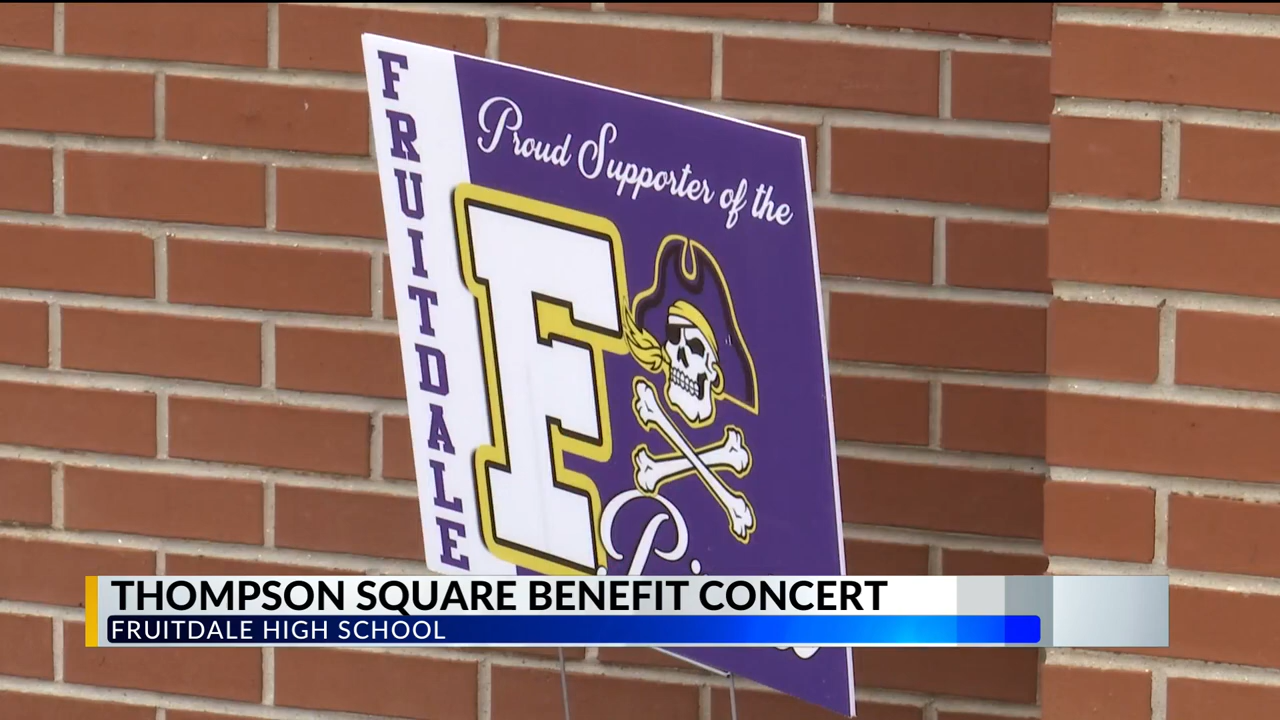 FRUITDALE
Proud Supporter of the
F
THOMPSON SQUARE BENEFIT CONCERT
FRUITDALE HIGH SCHOOL